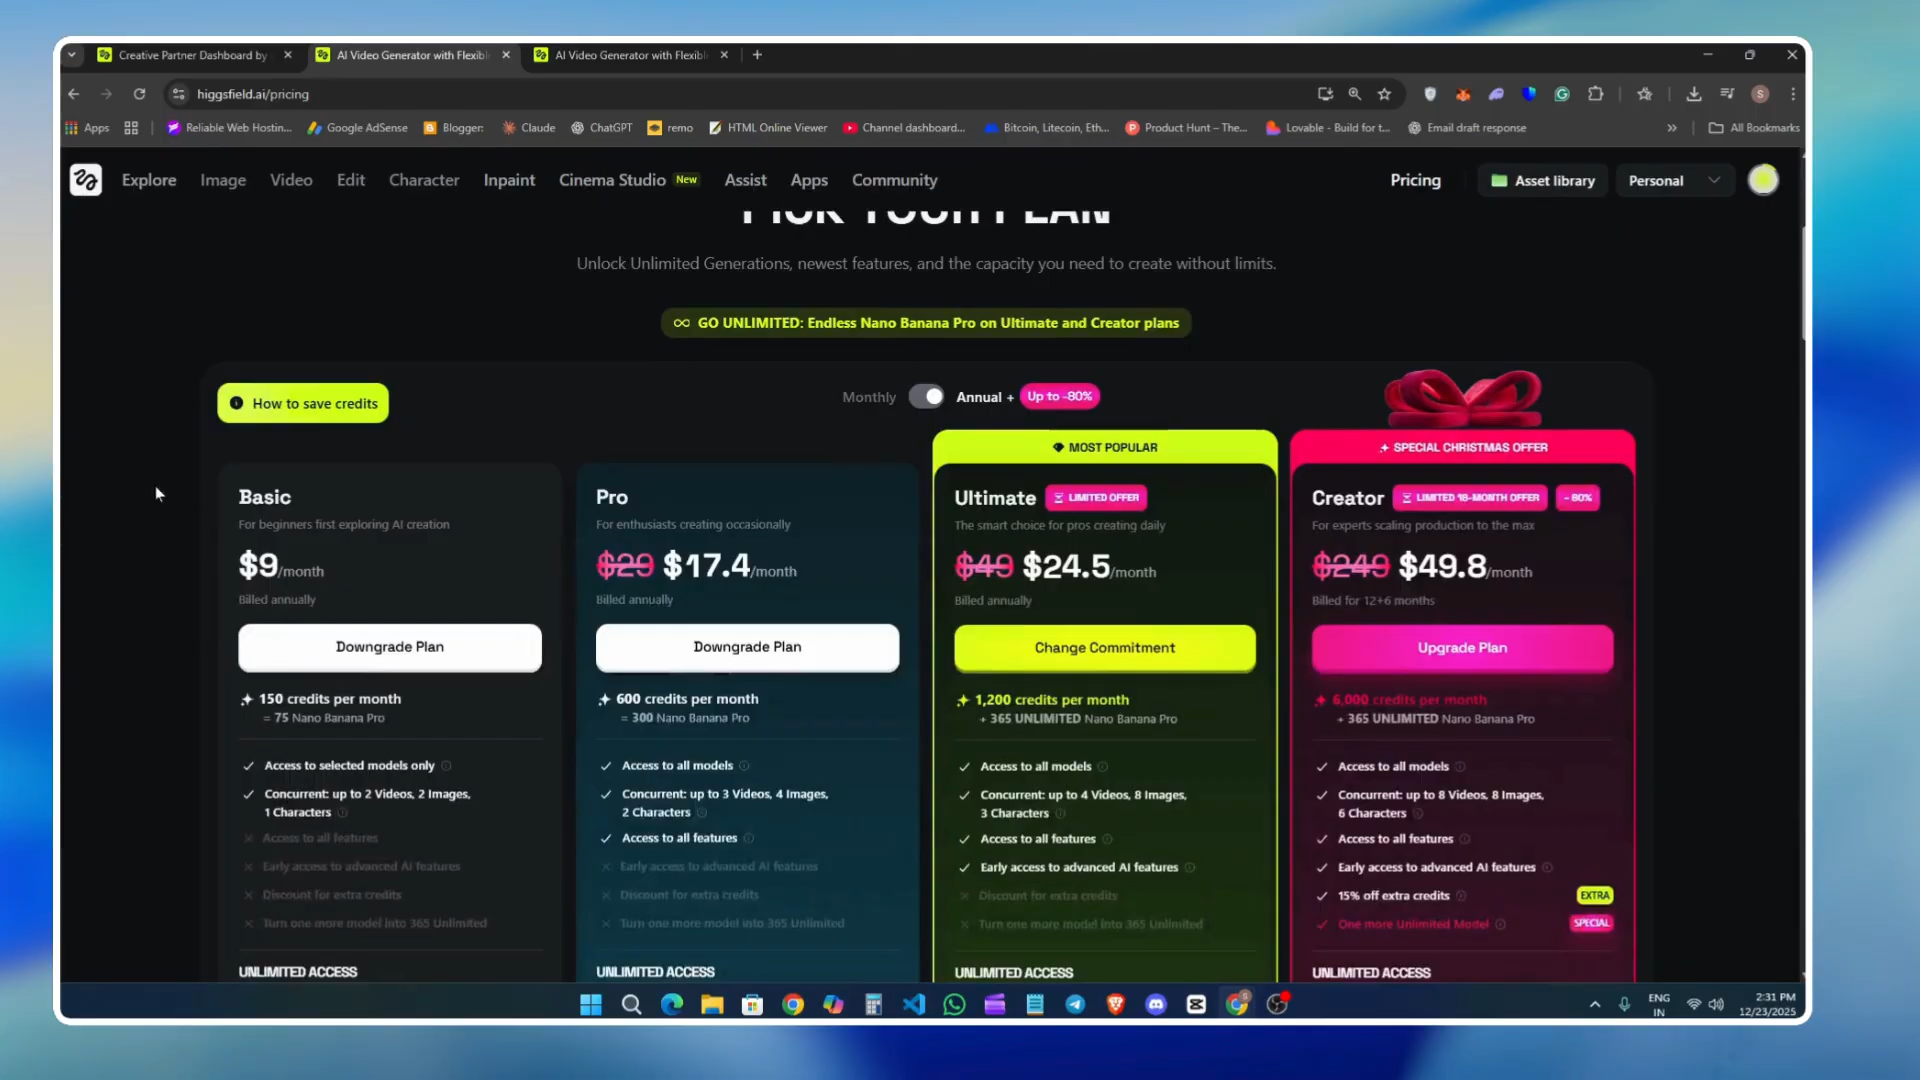 Creative Partner Dashboard by
AI Video Generator with Flexibl
AI Video Generator with Flexibl
higgsfield.ai/pricing
Apps
Reliable Web Hostin...
Google AdSense
Blogger:
Claude
ChatGPT
remo
HTML Online Viewer
Channel dashboard...
Bitcoin, Litecoin, Eth...
Product Hunt – The...
Lovable - Build for t...
Email draft response
»
All Bookmarks
Explore
Image
Video
Edit
Character
Inpaint
Cinema Studio New
Assist
Apps
Community
Pricing
Asset library
Personal
PICK YOUR PLAN
Unlock Unlimited Generations, newest features, and the capacity you need to create without limits.
GO UNLIMITED: Endless Nano Banana Pro on Ultimate and Creator plans
How to save credits
Monthly
Annual +
Up to -80%
MOST POPULAR
SPECIAL CHRISTMAS OFFER
Basic
For beginners first exploring AI creation
$9/month
Billed annually
Downgrade Plan
150 credits per month
= 75 Nano Banana Pro
Access to selected models only
Concurrent: up to 2 Videos, 2 Images,
1 Characters
Access to all features
Early access to advanced AI features
Discount for extra credits
Turn one more model into 365 Unlimited
UNLIMITED ACCESS
Pro
For enthusiasts creating occasionally
$29 $17.4/month
Billed annually
Downgrade Plan
600 credits per month
= 300 Nano Banana Pro
Access to all models
Concurrent: up to 3 Videos, 4 Images,
2 Characters
Access to all features
Early access to advanced AI features
Discount for extra credits
Turn one more model into 365 Unlimited
UNLIMITED ACCESS
Ultimate LIMITED OFFER
The smart choice for pros creating daily
$49 $24.5/month
Billed annually
Change Commitment
1,200 credits per month
+ 365 UNLIMITED Nano Banana Pro
Access to all models
Concurrent: up to 4 Videos, 8 Images,
3 Characters
Access to all features
Early access to advanced AI features
Discount for extra credits
Turn one more model into 365 Unlimited
UNLIMITED ACCESS
Creator LIMITED 18-MONTH OFFER - 80%
For experts scaling production to the max
$249 $49.8/month
Billed for 12+6 months
Upgrade Plan
6,000 credits per month
+ 365 UNLIMITED Nano Banana Pro
Access to all models
Concurrent: up to 8 Videos, 8 Images,
6 Characters
Access to all features
Early access to advanced AI features
15% off extra credits EXTRA
One more Unlimited Model SPECIAL
UNLIMITED ACCESS
ENG
IN
2:31 PM
12/23/2025